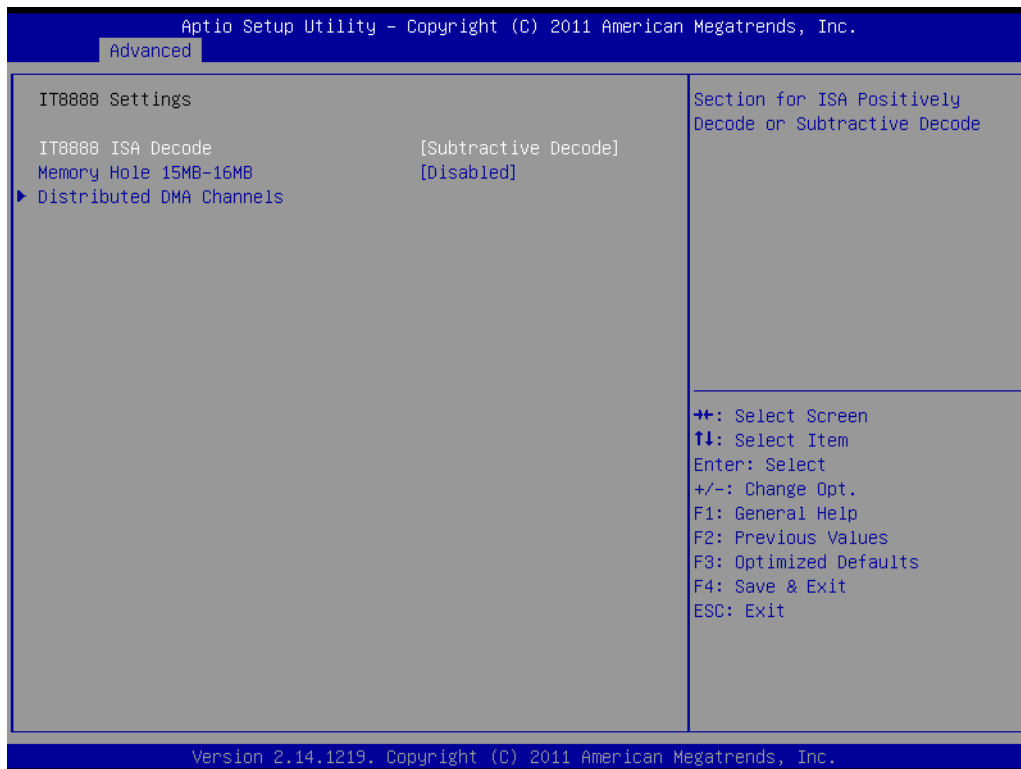 Aptio Setup Utility – Copyright (C) 2011 American Megatrends, Inc.
Advanced
IT8888 Settings
IT8888 ISA Decode [Subtractive Decode]
Memory Hole 15MB-16MB [Disabled]
▶ Distributed DMA Channels
Section for ISA Positively
Decode or Subtractive Decode
→←: Select Screen
↑↓: Select Item
Enter: Select
+/-: Change Opt.
F1: General Help
F2: Previous Values
F3: Optimized Defaults
F4: Save & Exit
ESC: Exit
Version 2.14.1219. Copyright (C) 2011 American Megatrends, Inc.